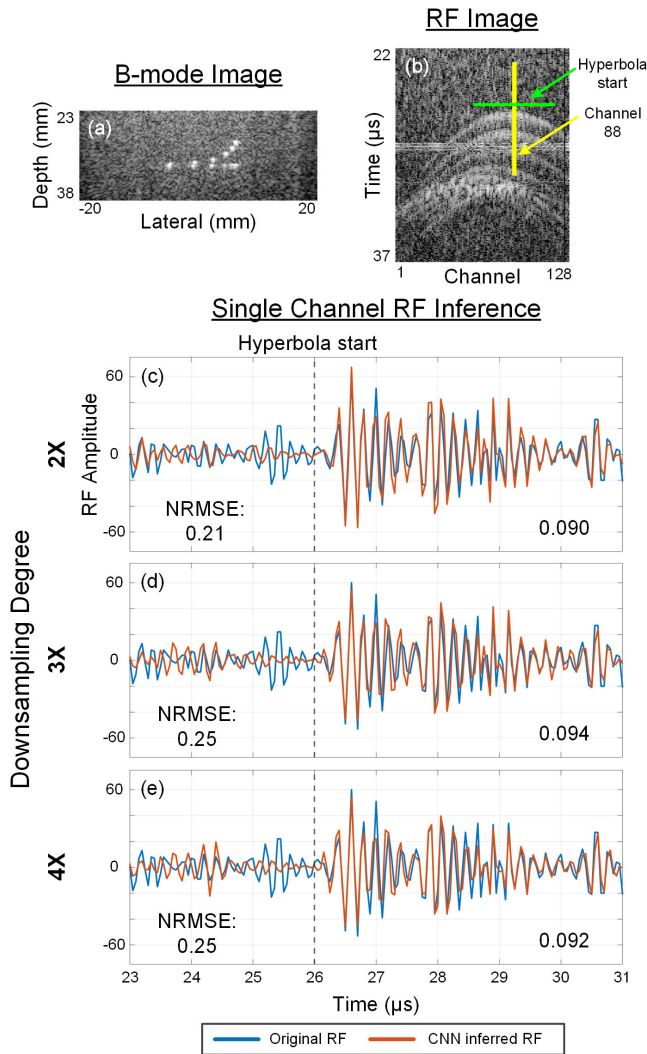 RF Image
B-mode Image
22
(b)
Hyperbola
start
Channel
88
Time (µs)
37
1
Channel
128
23
(a)
Depth (mm)
38
-20
Lateral (mm)
20
Single Channel RF Inference
Hyperbola start
Downsampling Degree
2X
RF Amplitude
60
0
-60
(c)
NRMSE:
0.21
0.090
3X
60
0
-60
(d)
NRMSE:
0.25
0.094
4X
60
0
-60
(e)
NRMSE:
0.25
0.092
23
24
25
26
27
28
29
30
31
Time (µs)
Original RF
CNN inferred RF